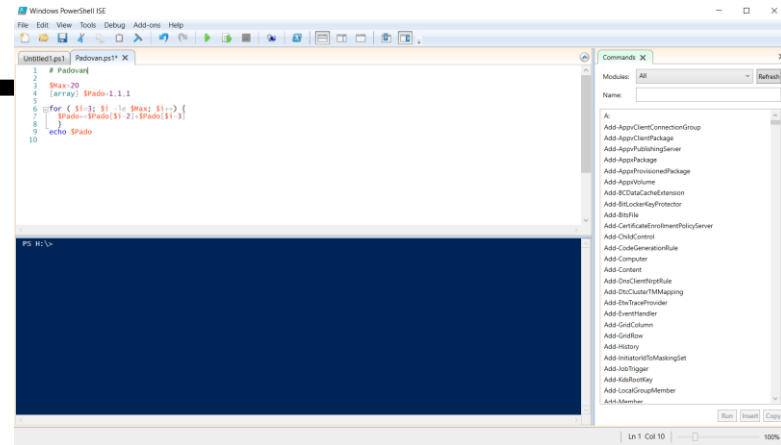 Windows PowerShell ISE
File Edit View Tools Debug Add-ons Help
Untitled1.ps1 Padovan.ps1* X
1 # Padovan
2
3 $Max=20
4 [array] $Pado=1,1,1
5
6 for ( $i=3; $i -le $Max; $i++) {
7 $Pado+=$Pado[$i-2]+$Pado[$i-3]
8 }
9 echo $Pado
10
PS H:\>
Commands X
Modules: All Refresh
Name:
A:
Add-AppvClientConnectionGroup
Add-AppvClientPackage
Add-AppvPublishingServer
Add-AppxPackage
Add-AppxProvisionedPackage
Add-AppxVolume
Add-BCDataCacheExtension
Add-BitLockerKeyProtector
Add-BitsFile
Add-CertificateEnrollmentPolicyServer
Add-ChildControl
Add-CodeGenerationRule
Add-Computer
Add-Content
Add-DnsClientNrptRule
Add-DtcClusterTMMapping
Add-EtwTraceProvider
Add-EventHandler
Add-GridColumn
Add-GridRow
Add-History
Add-InitiatorIdToMaskingSet
Add-JobTrigger
Add-KdsRootKey
Add-LocalGroupMember
Add-Member
Run Insert Copy
Ln 1 Col 10 100%